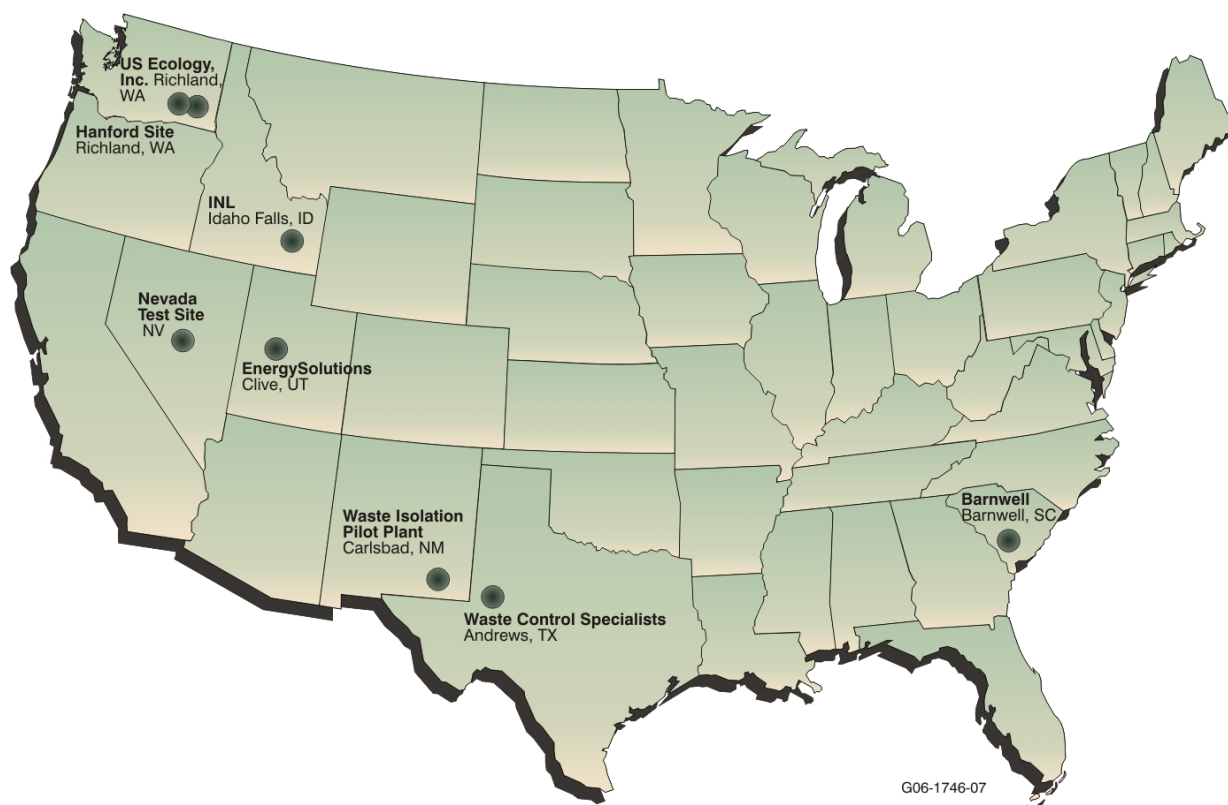 US Ecology,
Inc. Richland,
WA
Hanford Site
Richland, WA
INL
Idaho Falls, ID
Nevada
Test Site
NV
EnergySolutions
Clive, UT
Waste Isolation
Pilot Plant
Carlsbad, NM
Waste Control Specialists
Andrews, TX
Barnwell
Barnwell, SC
G06-1746-07